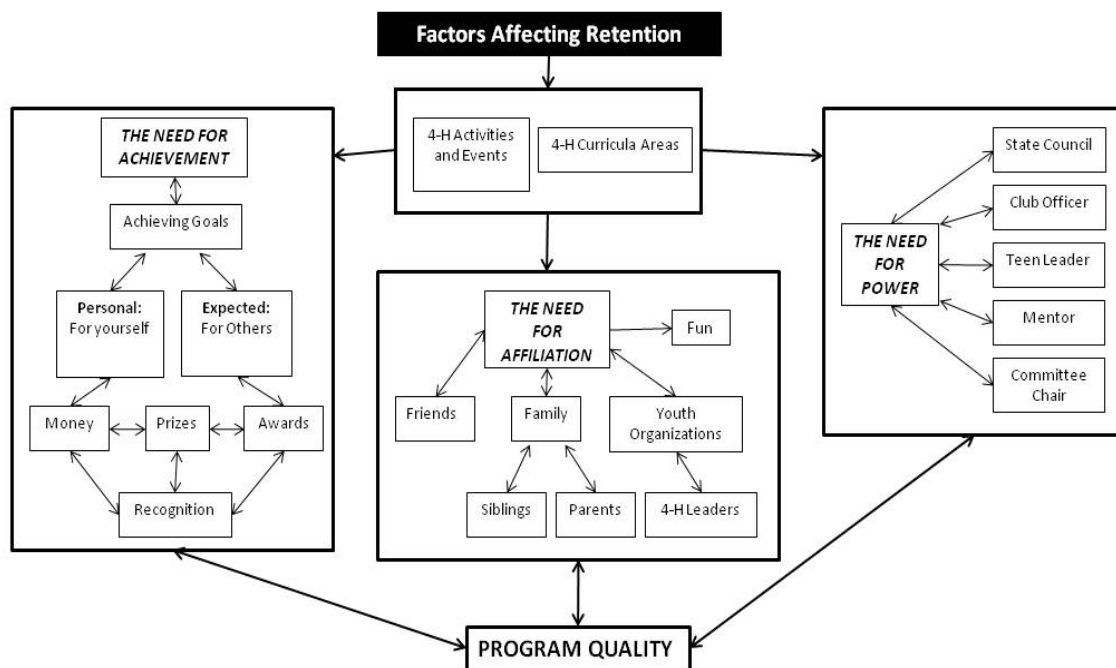 Factors Affecting Retention
4-H Activities
and Events
4-H Curricula Areas
THE NEED FOR
ACHIEVEMENT
Achieving Goals
Personal:
For yourself
Expected:
For Others
Money
Prizes
Awards
Recognition
THE NEED
FOR
AFFILIATION
Fun
Friends
Family
Youth
Organizations
Siblings
Parents
4-H Leaders
THE NEED
FOR
POWER
State Council
Club Officer
Teen Leader
Mentor
Committee
Chair
PROGRAM QUALITY